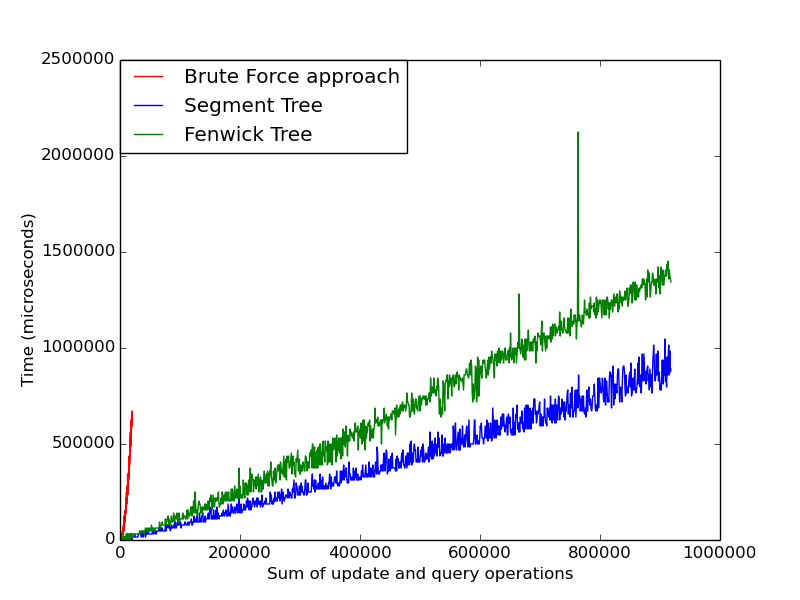 2500000
2000000
1500000
1000000
500000
0
Time (microseconds)
Brute Force approach
Segment Tree
Fenwick Tree
0 200000 400000 600000 800000 1000000
Sum of update and query operations